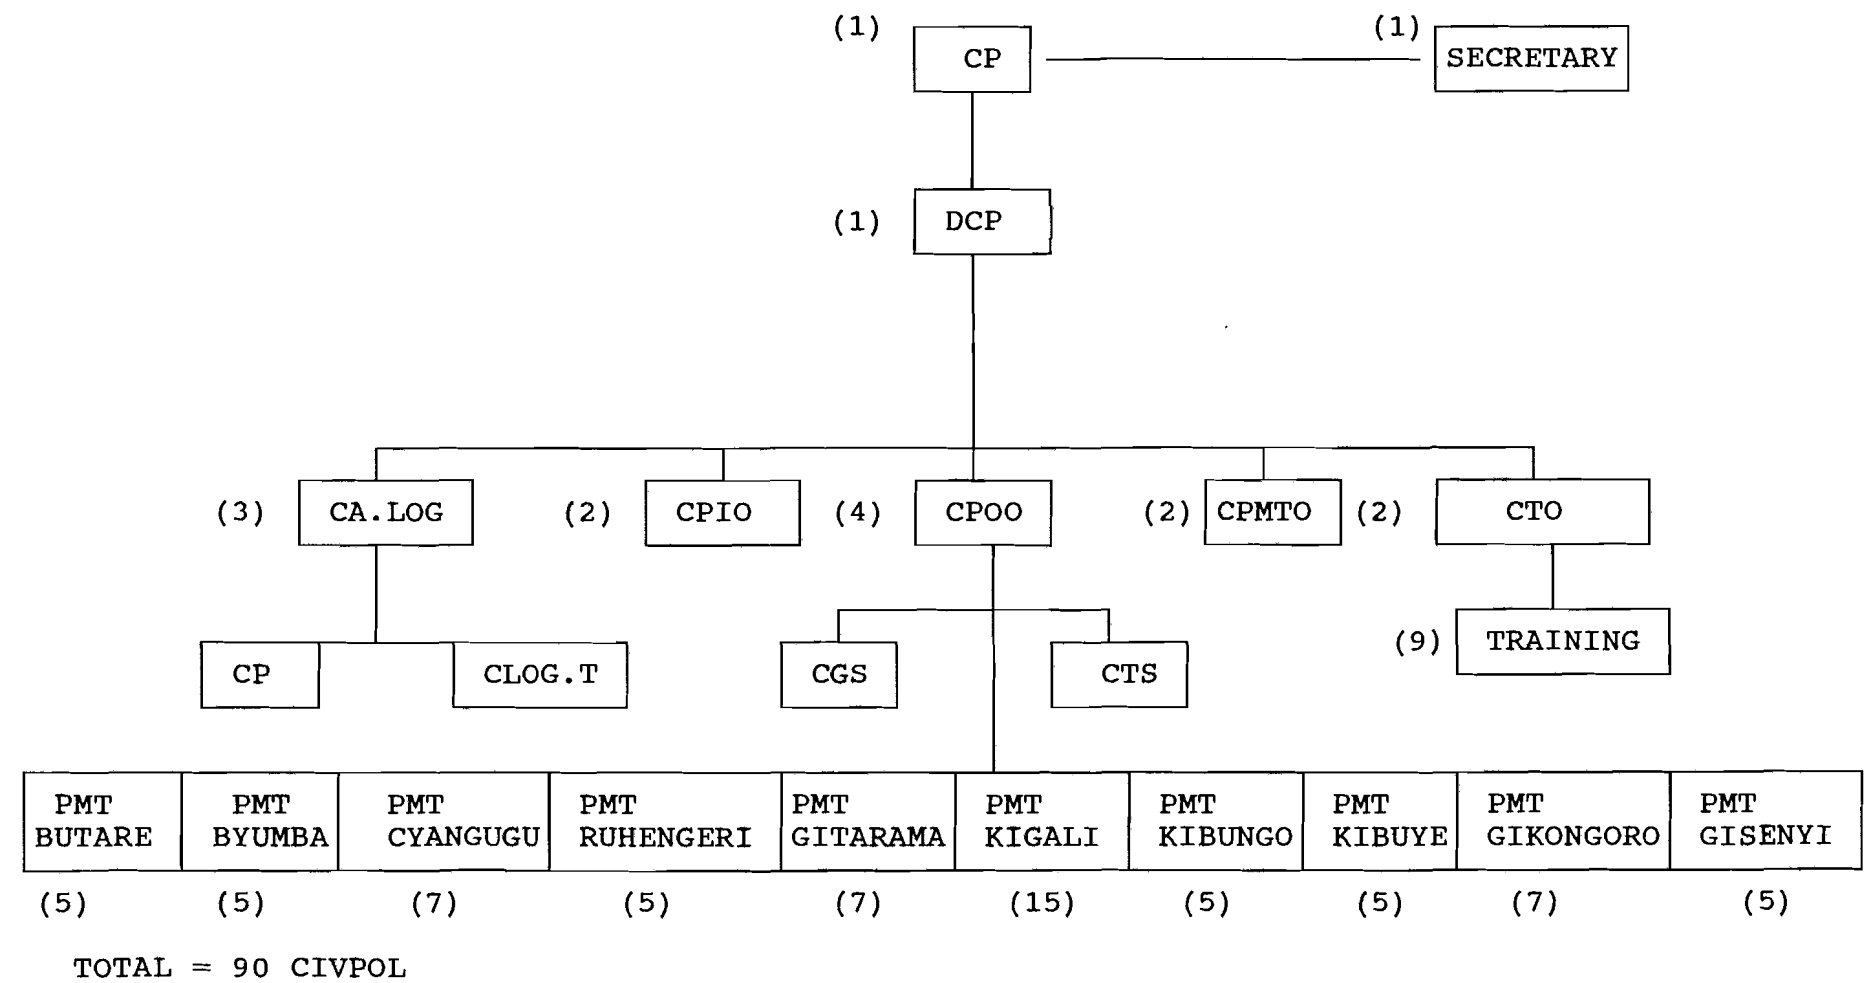 (1) CP (1) SECRETARY
(1) DCP
(3) CA.LOG (2) CPIO (4) CPOO (2) CPMTO (2) CTO
(9) TRAINING
CP CLOG.T CGS CTS
PMT PMT PMT PMT PMT PMT PMT PMT PMT PMT
BUTARE BYUMBA CYANGUGU RUHENGERI GITARAMA KIGALI KIBUNGO KIBUYE GIKONGORO GISENYI
(5) (5) (7) (5) (7) (15) (5) (5) (7) (5)
TOTAL = 90 CIVPOL